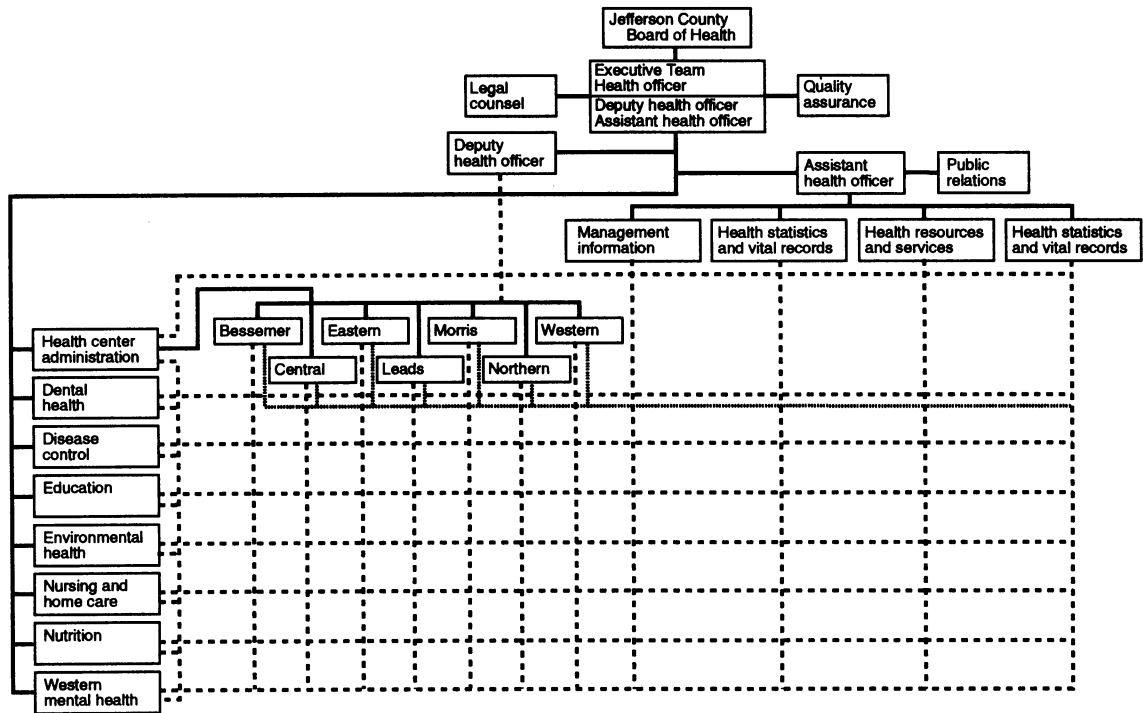 Jefferson County
Board of Health
Executive Team
Health officer
Deputy health officer
Assistant health officer
Legal
counsel
Quality
assurance
Deputy
health officer
Assistant
health officer
Public
relations
Management
information
Health statistics
and vital records
Health resources
and services
Health statistics
and vital records
Bessemer
Eastern
Morris
Western
Central
Leads
Northern
Health center
administration
Dental
health
Disease
control
Education
Environmental
health
Nursing and
home care
Nutrition
Western
mental health